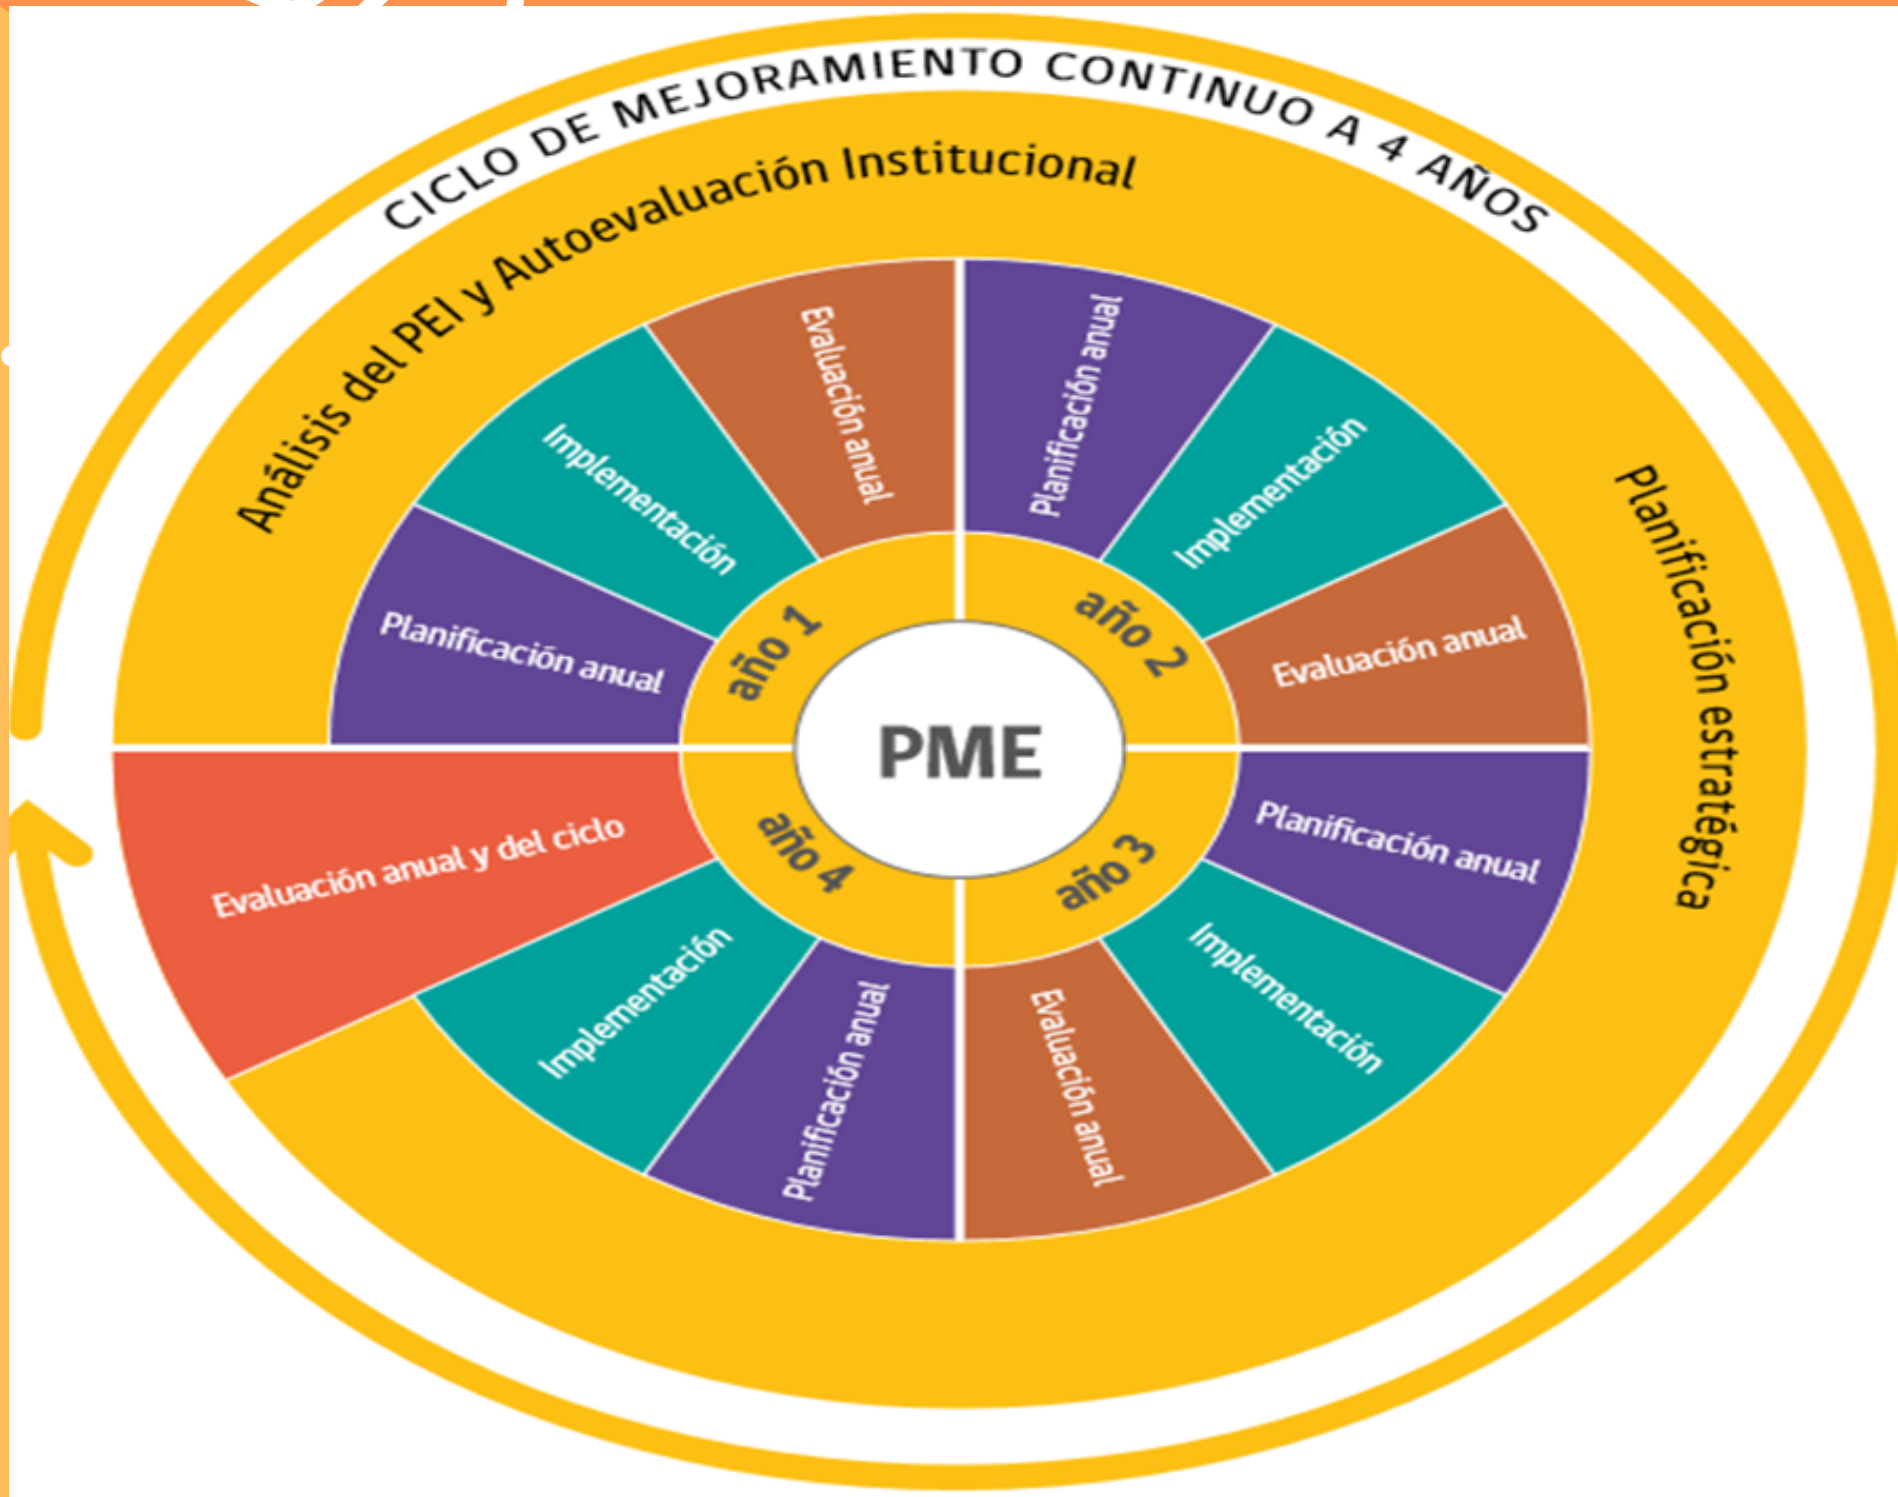 CICLO DE MEJORAMIENTO CONTINUO A 4 AÑOS
Análisis del PEI y Autoevaluación Institucional
Planificación estratégica
PME
año 1
Planificación anual
Implementación
Evaluación anual
año 2
Planificación anual
Implementación
Evaluación anual
año 3
Planificación anual
Implementación
Evaluación anual
año 4
Planificación anual
Implementación
Evaluación anual y del ciclo